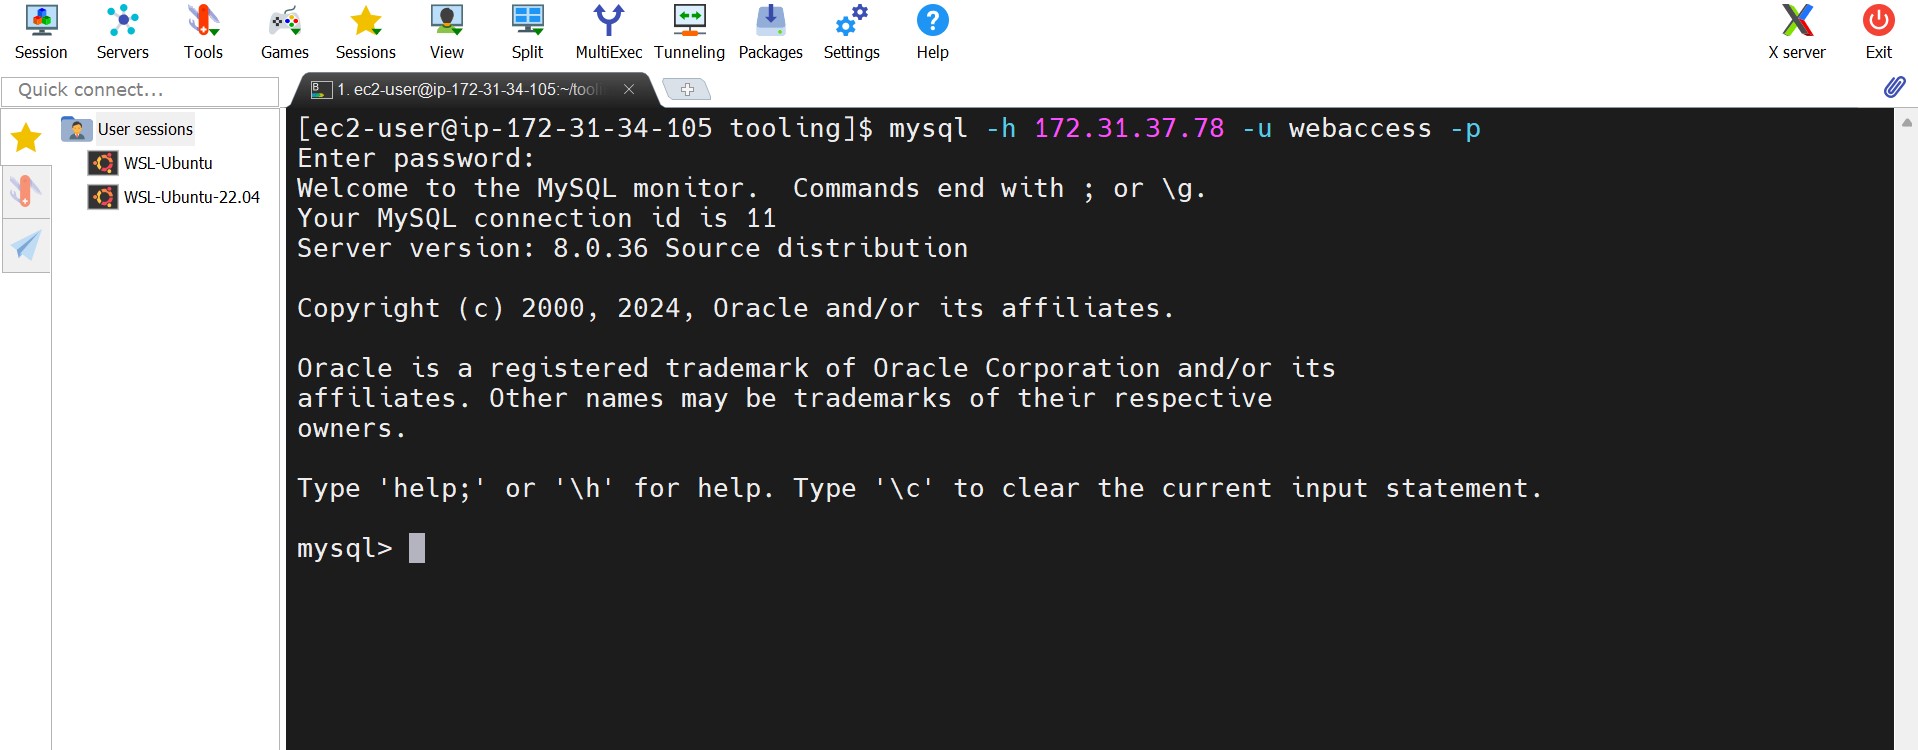 Session
Servers
Tools
Games
Sessions
View
Split
MultiExec
Tunneling
Packages
Settings
Help
X server
Exit
Quick connect...
1. ec2-user@ip-172-31-34-105:~/tooli
User sessions
WSL-Ubuntu
WSL-Ubuntu-22.04
[ec2-user@ip-172-31-34-105 tooling]$ mysql -h 172.31.37.78 -u webaccess -p
Enter password:
Welcome to the MySQL monitor.  Commands end with ; or \g.
Your MySQL connection id is 11
Server version: 8.0.36 Source distribution
Copyright (c) 2000, 2024, Oracle and/or its affiliates.
Oracle is a registered trademark of Oracle Corporation and/or its
affiliates. Other names may be trademarks of their respective
owners.
Type 'help;' or '\h' for help. Type '\c' to clear the current input statement.
mysql>